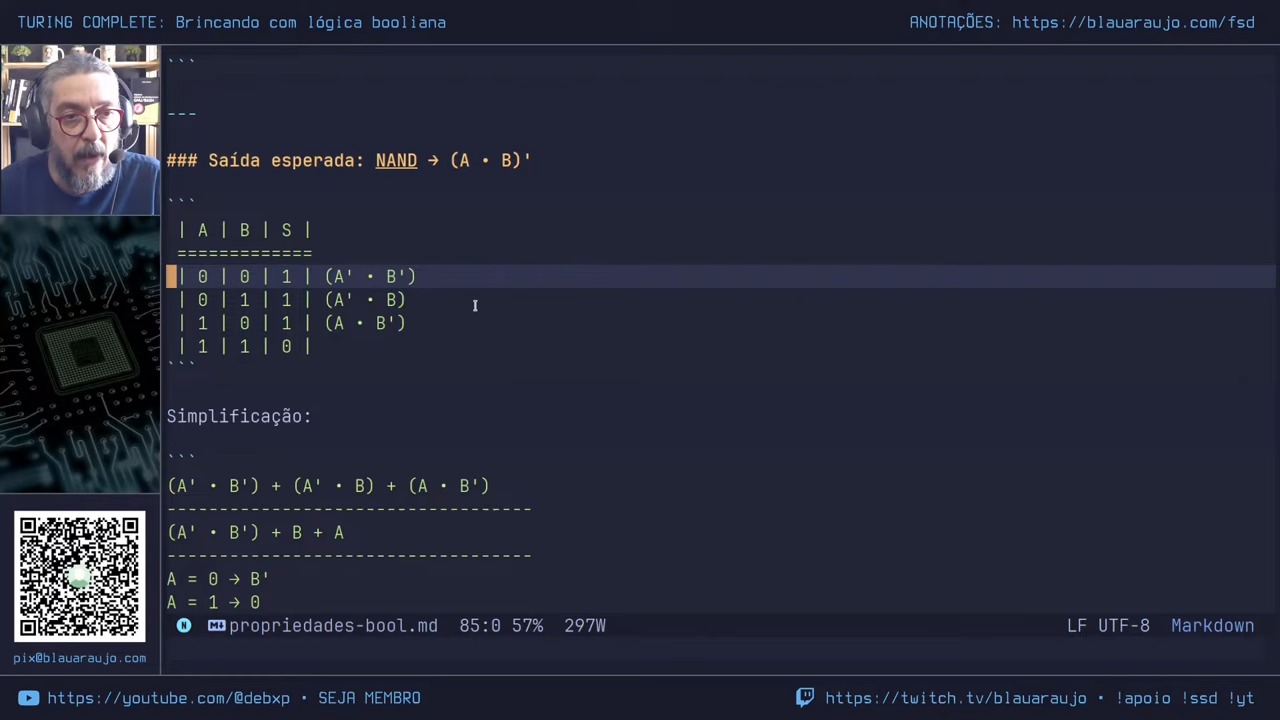 TURING COMPLETE: Brincando com lógica booliana
ANOTAÇÕES: https://blauaraujo.com/fsd
```
---
### Saída esperada: NAND → (A • B)'
```
| A | B | S |
=============
| 0 | 0 | 1 | (A' • B')
| 0 | 1 | 1 | (A' • B)
| 1 | 0 | 1 | (A • B')
| 1 | 1 | 0 |
```
Simplificação:
```
(A' • B') + (A' • B) + (A • B')
-----------------------------------
(A' • B') + B + A
-----------------------------------
A = 0 → B'
A = 1 → 0
N propriedades-bool.md 85:0 57% 297W LF UTF-8 Markdown
pix@blauaraujo.com
https://youtube.com/@debxp • SEJA MEMBRO
https://twitch.tv/blauaraujo • !apoio !ssd !yt